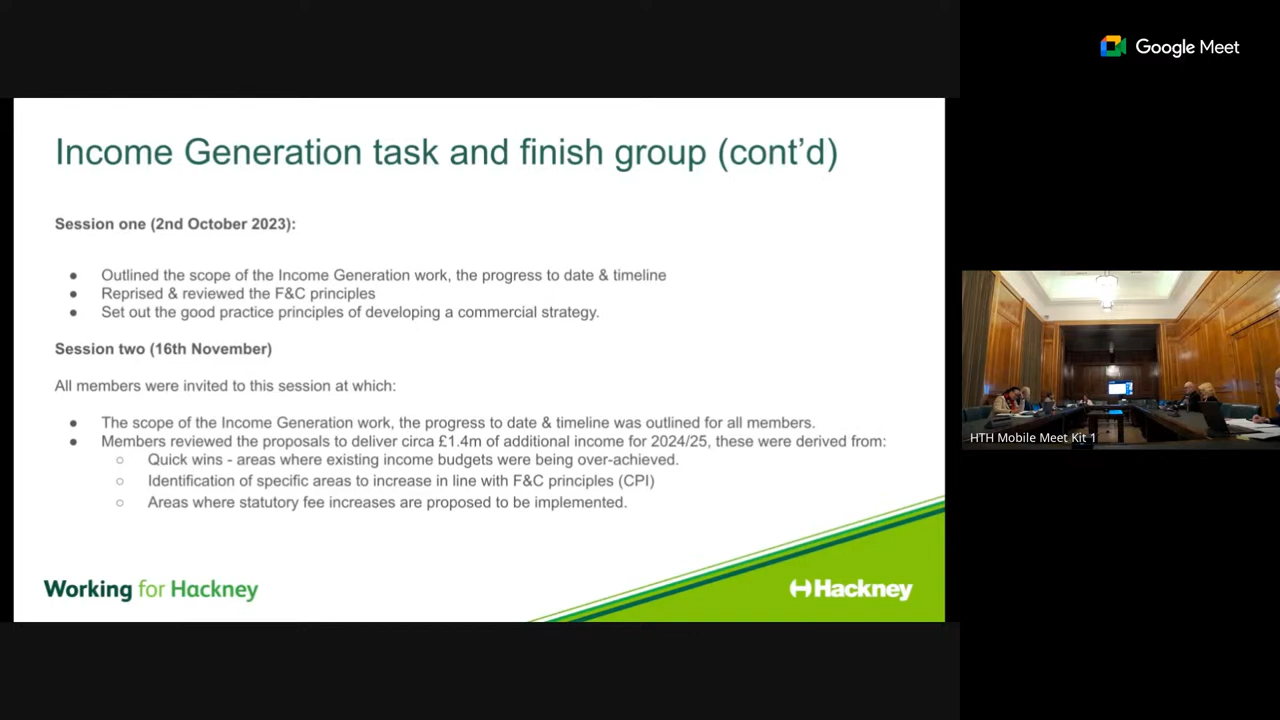 Google Meet
Income Generation task and finish group (cont’d)
Session one (2nd October 2023):
● Outlined the scope of the Income Generation work, the progress to date & timeline
● Reprised & reviewed the F&C principles
● Set out the good practice principles of developing a commercial strategy.
Session two (16th November)
All members were invited to this session at which:
● The scope of the Income Generation work, the progress to date & timeline was outlined for all members.
● Members reviewed the proposals to deliver circa £1.4m of additional income for 2024/25, these were derived from:
○ Quick wins - areas where existing income budgets were being over-achieved.
○ Identification of specific areas to increase in line with F&C principles (CPI)
○ Areas where statutory fee increases are proposed to be implemented.
Working for Hackney
Hackney
HTH Mobile Meet Kit 1